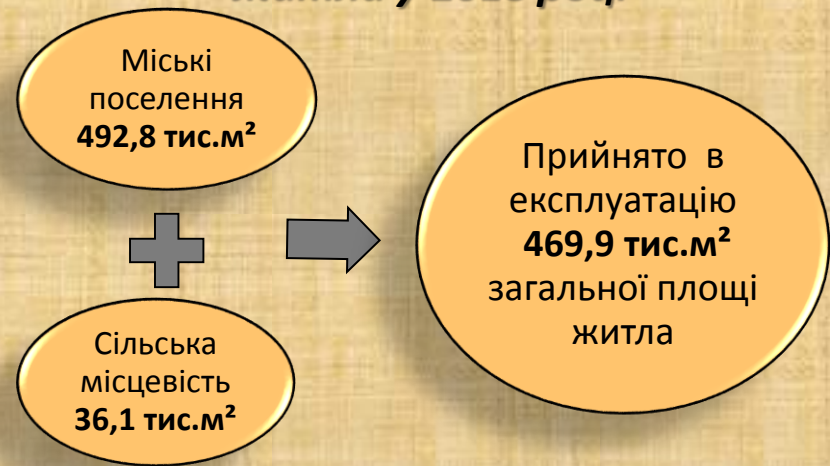 Міські
поселення
492,8 тис.м²
Сільська
місцевість
36,1 тис.м²
Прийнято в
експлуатацію
469,9 тис.м²
загальної площі
житла